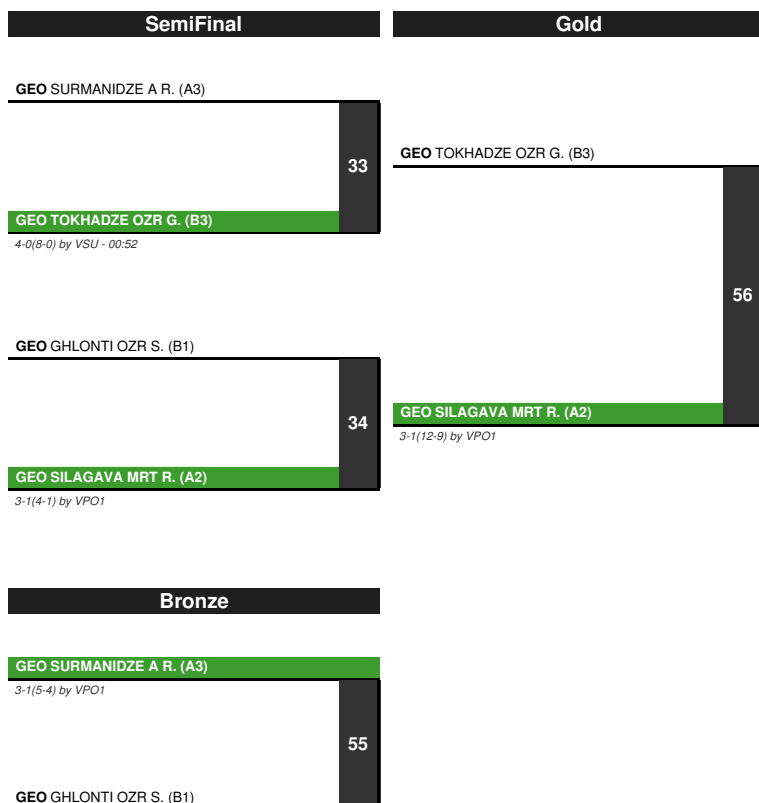 SemiFinal
Gold
GEO SURMANIDZE A R. (A3)
33
GEO TOKHADZE OZR G. (B3)
4-0(8-0) by VSU - 00:52
GEO TOKHADZE OZR G. (B3)
56
GEO SILAGAVA MRT R. (A2)
3-1(12-9) by VPO1
GEO GHLONTI OZR S. (B1)
34
GEO SILAGAVA MRT R. (A2)
3-1(4-1) by VPO1
Bronze
GEO SURMANIDZE A R. (A3)
3-1(5-4) by VPO1
55
GEO GHLONTI OZR S. (B1)